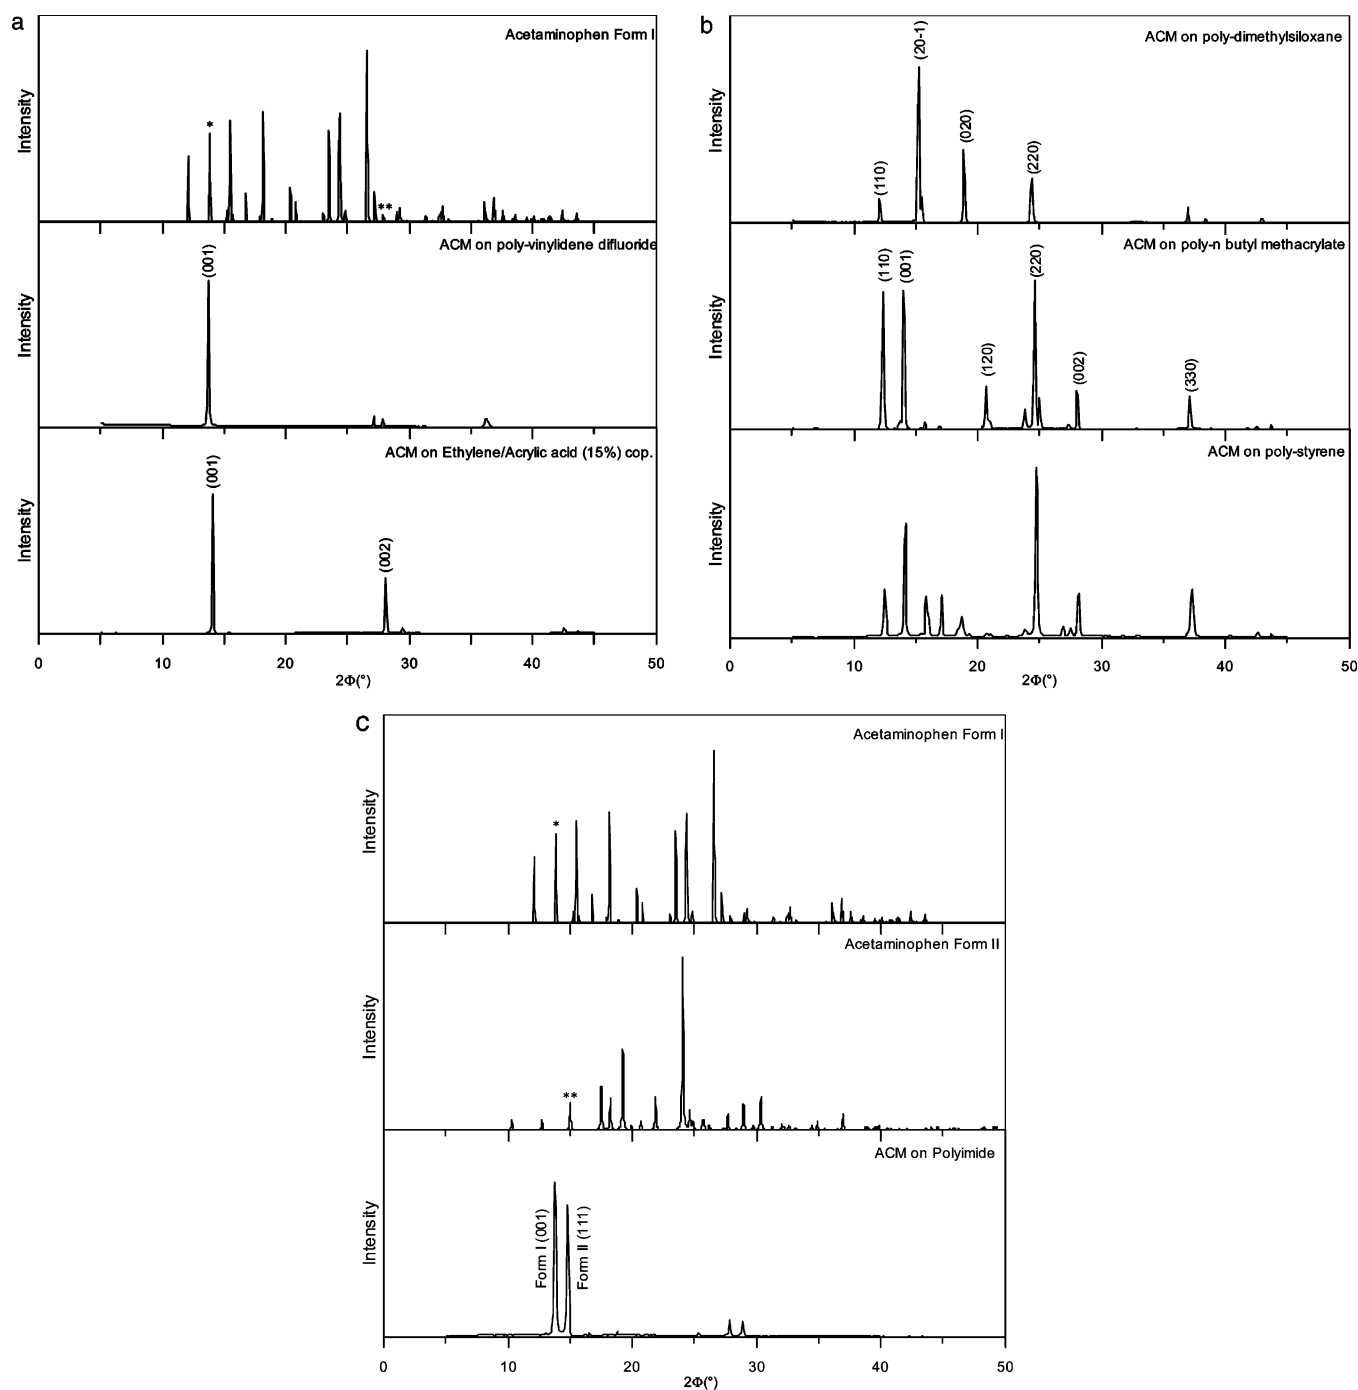 a
Acetaminophen Form I
Intensity
*
**
ACM on poly-vinylidene difluoride
Intensity
(001)
ACM on Ethylene/Acrylic acid (15%) cop.
Intensity
(001)
(002)
0 10 20 30 40 50
2Φ(°)
b
ACM on poly-dimethylsiloxane
Intensity
(110)
(20-1)
(020)
(220)
ACM on poly-n butyl methacrylate
Intensity
(110)
(001)
(120)
(220)
(002)
(330)
ACM on poly-styrene
Intensity
0 10 20 30 40 50
2Φ(°)
c
Acetaminophen Form I
Intensity
*
Acetaminophen Form II
Intensity
**
ACM on Polyimide
Intensity
Form I (001)
Form II (111)
0 10 20 30 40 50
2Φ(°)